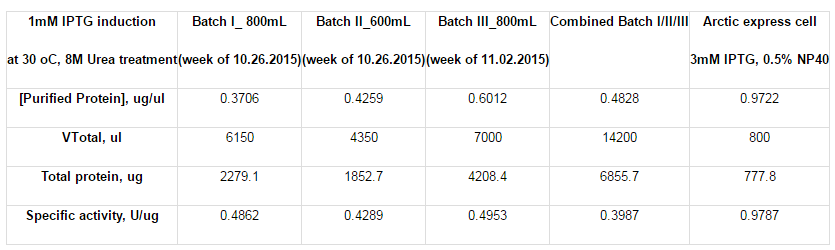 1mM IPTG induction Batch I_ 800mL Batch II_600mL Batch III_800mL Combined Batch I/II/III Arctic express cell
at 30 oC, 8M Urea treatment (week of 10.26.2015) (week of 10.26.2015) (week of 11.02.2015) 3mM IPTG, 0.5% NP40
[Purified Protein], ug/ul 0.3706 0.4259 0.6012 0.4828 0.9722
VTotal, ul 6150 4350 7000 14200 800
Total protein, ug 2279.1 1852.7 4208.4 6855.7 777.8
Specific activity, U/ug 0.4862 0.4289 0.4953 0.3987 0.9787